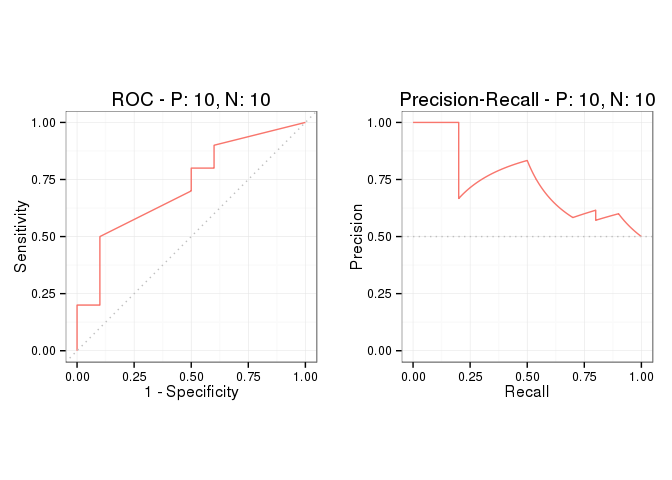 ROC - P: 10, N: 10
1.00
0.75
0.50
0.25
0.00
Sensitivity
0.00 0.25 0.50 0.75 1.00
1 - Specificity
Precision-Recall - P: 10, N: 10
1.00
0.75
0.50
0.25
0.00
Precision
0.00 0.25 0.50 0.75 1.00
Recall